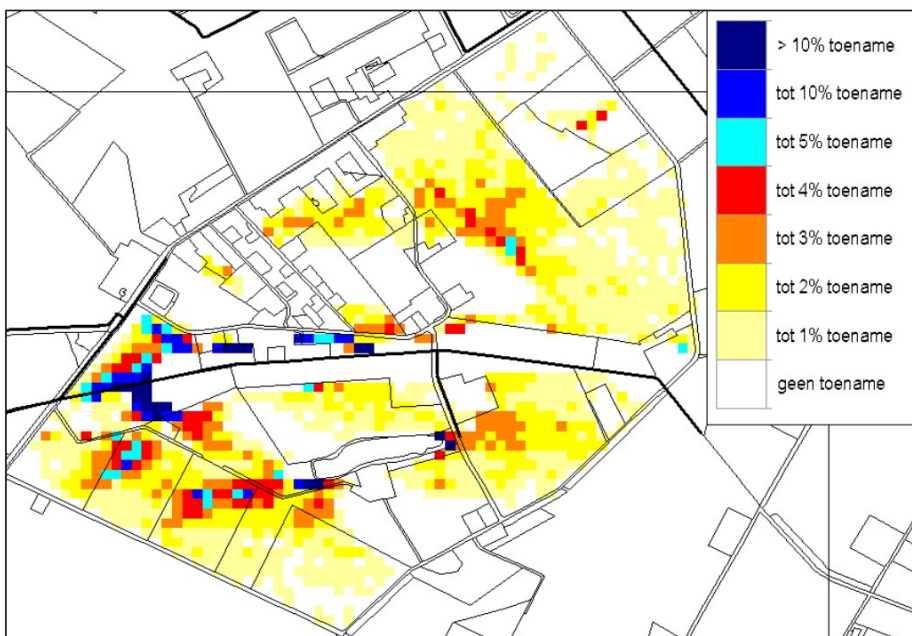 > 10% toename
tot 10% toename
tot 5% toename
tot 4% toename
tot 3% toename
tot 2% toename
tot 1% toename
geen toename